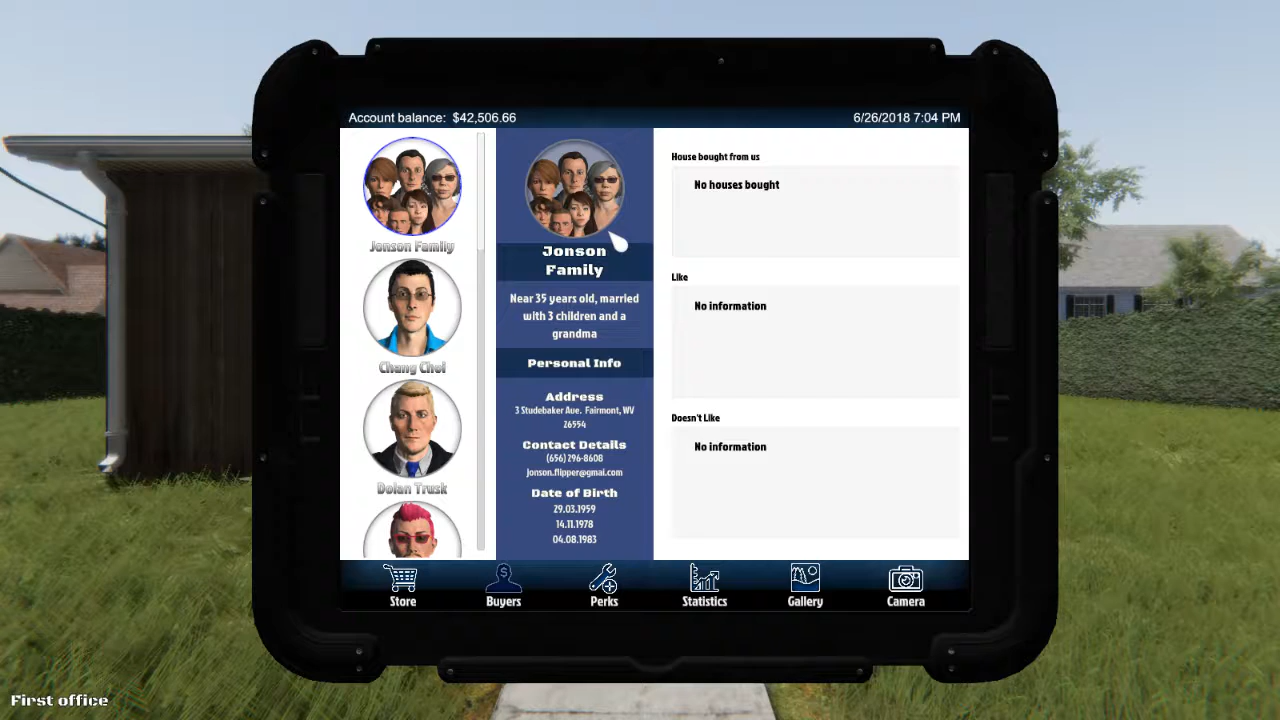 Account balance: $42,506.66
6/26/2018 7:04 PM
Jonson Family
Chang Choi
Dolan Trusk
Jonson
Family
Near 35 years old, married
with 3 children and a
grandma
Personal Info
Address
3 Studebaker Ave. Fairmont, WV
26554
Contact Details
(656) 296-8608
Jonson.flipper@gmai.com
Date of Birth
29.03.1959
14.11.1978
04.08.1983
House bought from us
No houses bought
Like
No information
Doesn't Like
No information
Store
Buyers
Perks
Statistics
Gallery
Camera
First office